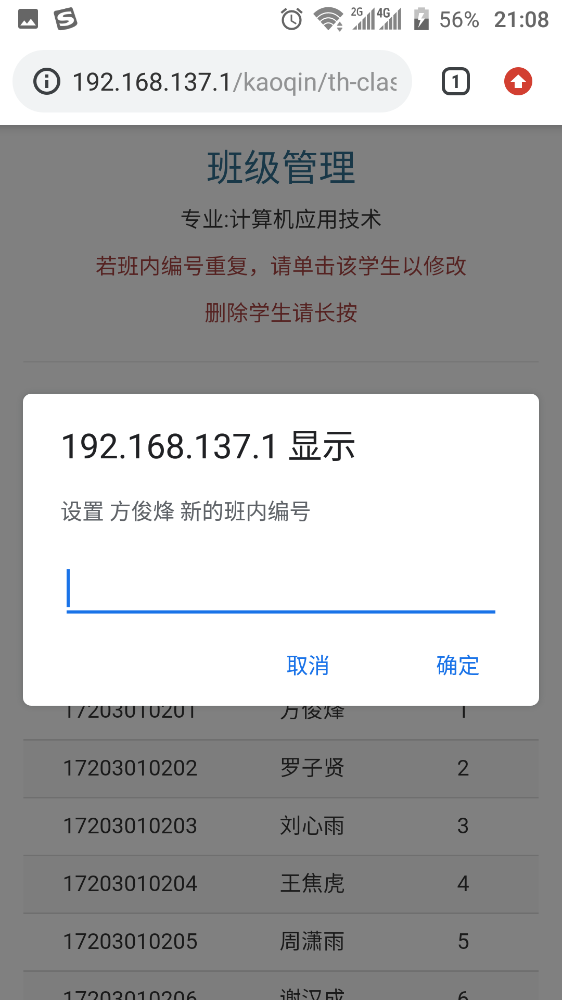 2G 4G 56% 21:08
192.168.137.1/kaoqin/th-clas
1
班级管理
专业:计算机应用技术
若班内编号重复，请单击该学生以修改
删除学生请长按
192.168.137.1 显示
设置 方俊烽 新的班内编号
取消 确定
17203010201 方俊烽 1
17203010202 罗子贤 2
17203010203 刘心雨 3
17203010204 王焦虎 4
17203010205 周潇雨 5
17203010206 谢汉成 6